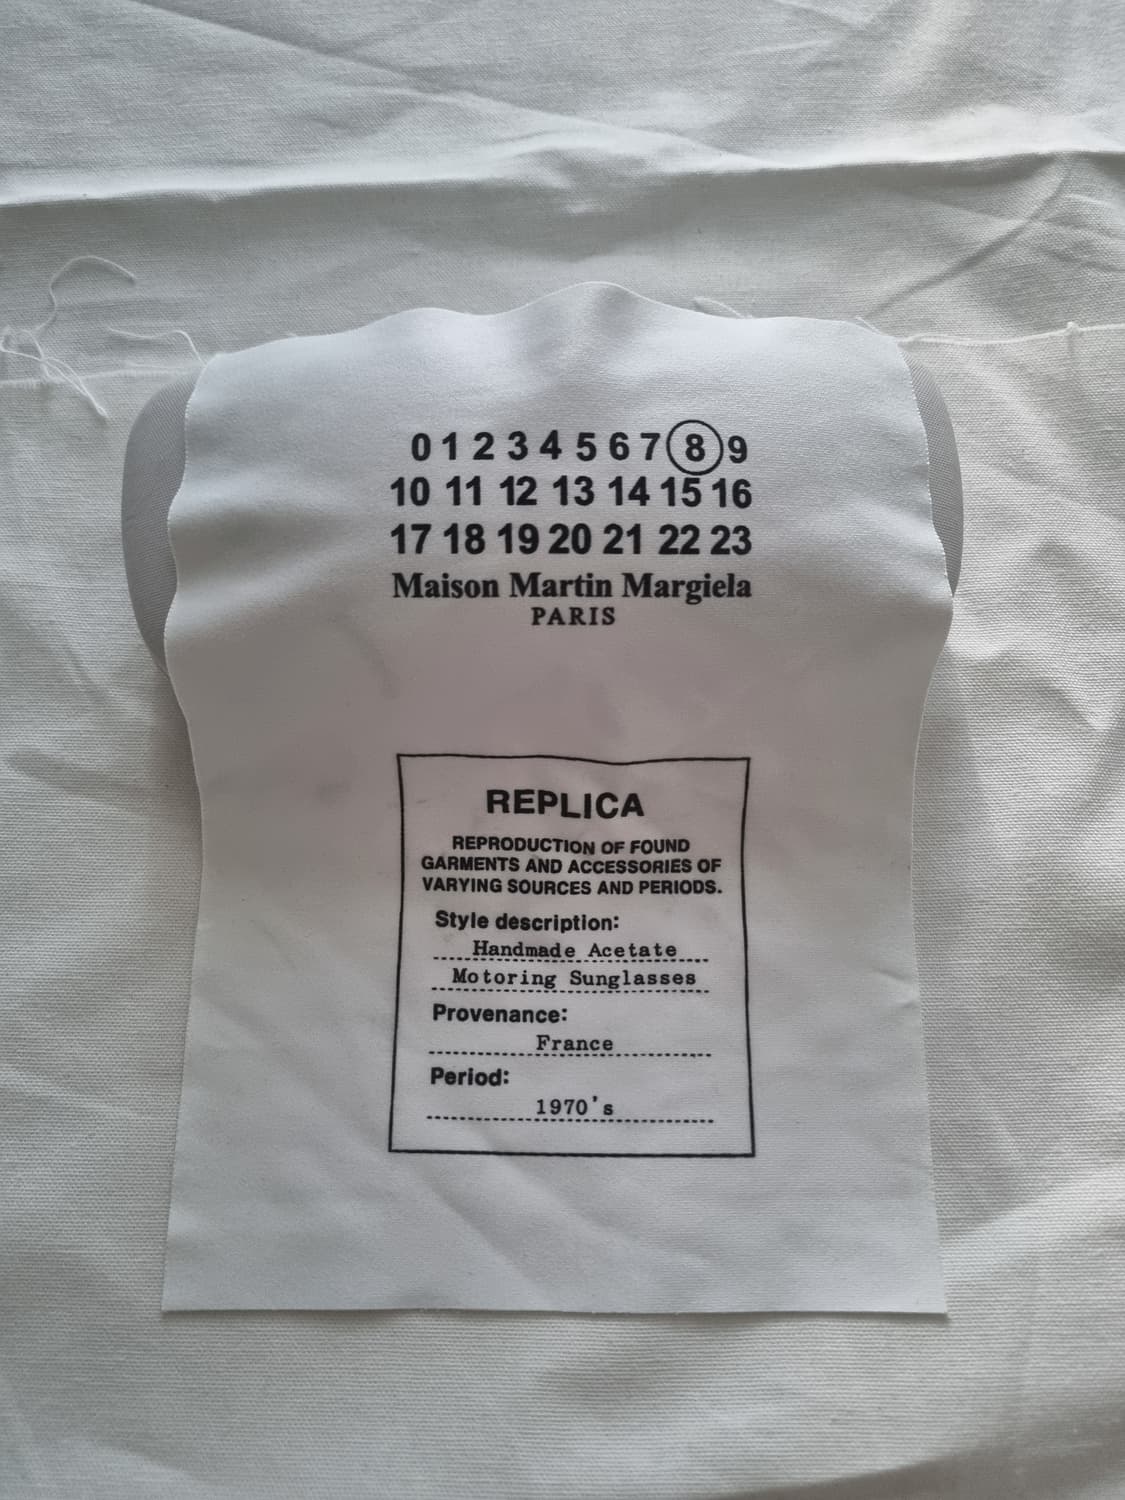 0 1 2 3 4 5 6 7 8 9
10 11 12 13 14 15 16
17 18 19 20 21 22 23
Maison Martin Margiela
PARIS
REPLICA
REPRODUCTION OF FOUND
GARMENTS AND ACCESSORIES OF
VARYING SOURCES AND PERIODS.
Style description:
Handmade Acetate
Motoring Sunglasses
Provenance:
France
Period:
1970's